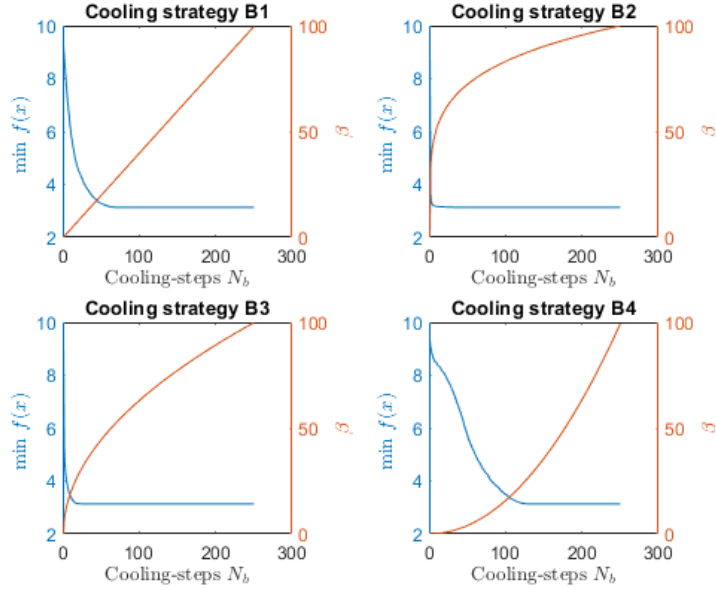 Cooling strategy B1
10
8
6
4
2
min f(x)
100
50
0
β
0 100 200 300
Cooling-steps N_b
Cooling strategy B2
10
8
6
4
2
min f(x)
100
50
0
β
0 100 200 300
Cooling-steps N_b
Cooling strategy B3
10
8
6
4
2
min f(x)
100
50
0
β
0 100 200 300
Cooling-steps N_b
Cooling strategy B4
10
8
6
4
2
min f(x)
100
50
0
β
0 100 200 300
Cooling-steps N_b